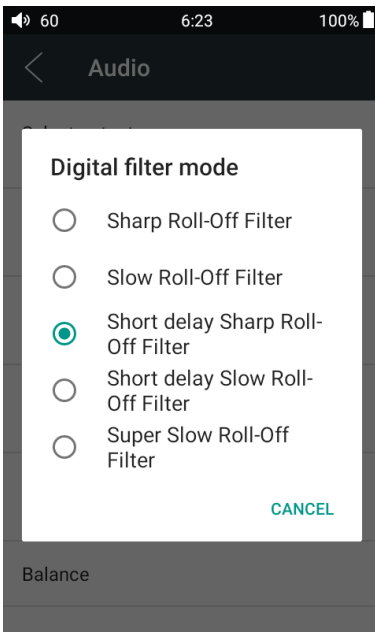 60 6:23 100%
Audio
Digital filter mode
Sharp Roll-Off Filter
Slow Roll-Off Filter
Short delay Sharp Roll-
Off Filter
Short delay Slow Roll-
Off Filter
Super Slow Roll-Off
Filter
CANCEL
Balance